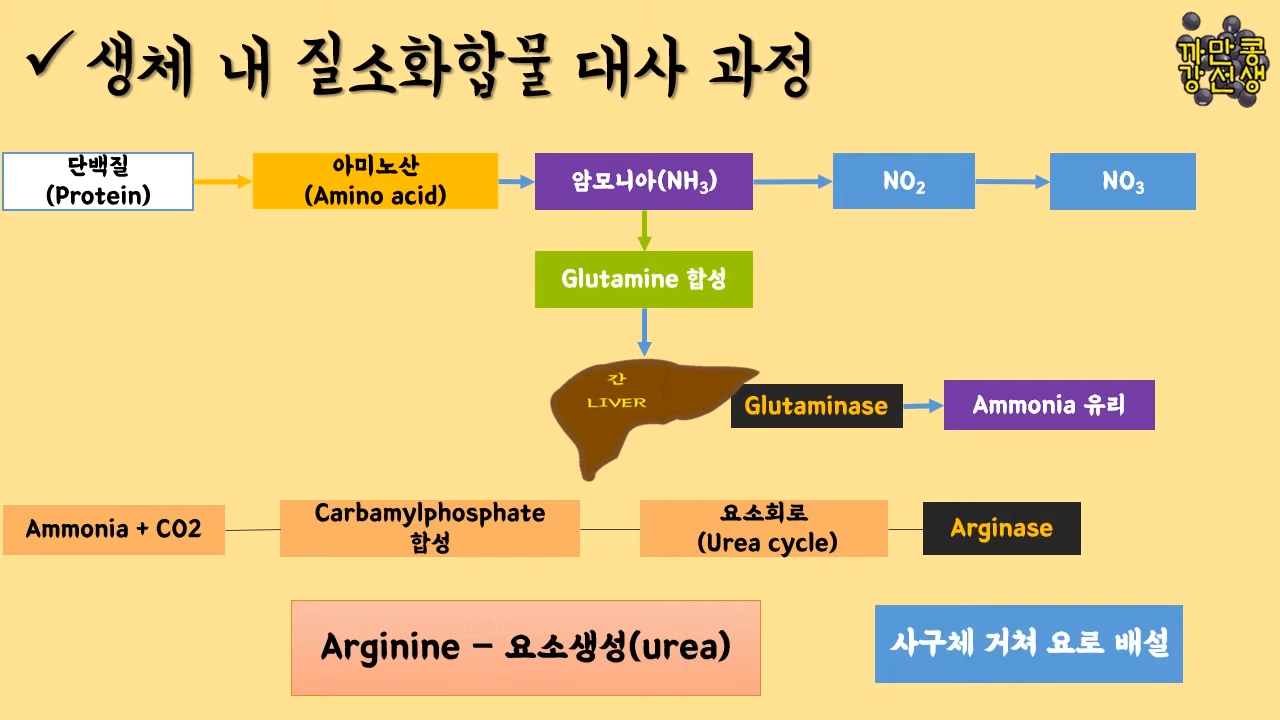 ✓ 생체 내 질소화합물 대사 과정
까만콩
강선생
단백질
(Protein)
아미노산
(Amino acid)
암모니아(NH₃)
NO₂
NO₃
Glutamine 합성
간
LIVER
Glutaminase
Ammonia 유리
Ammonia + CO2
Carbamylphosphate
합성
요소회로
(Urea cycle)
Arginase
Arginine – 요소생성(urea)
사구체 거쳐 요로 배설